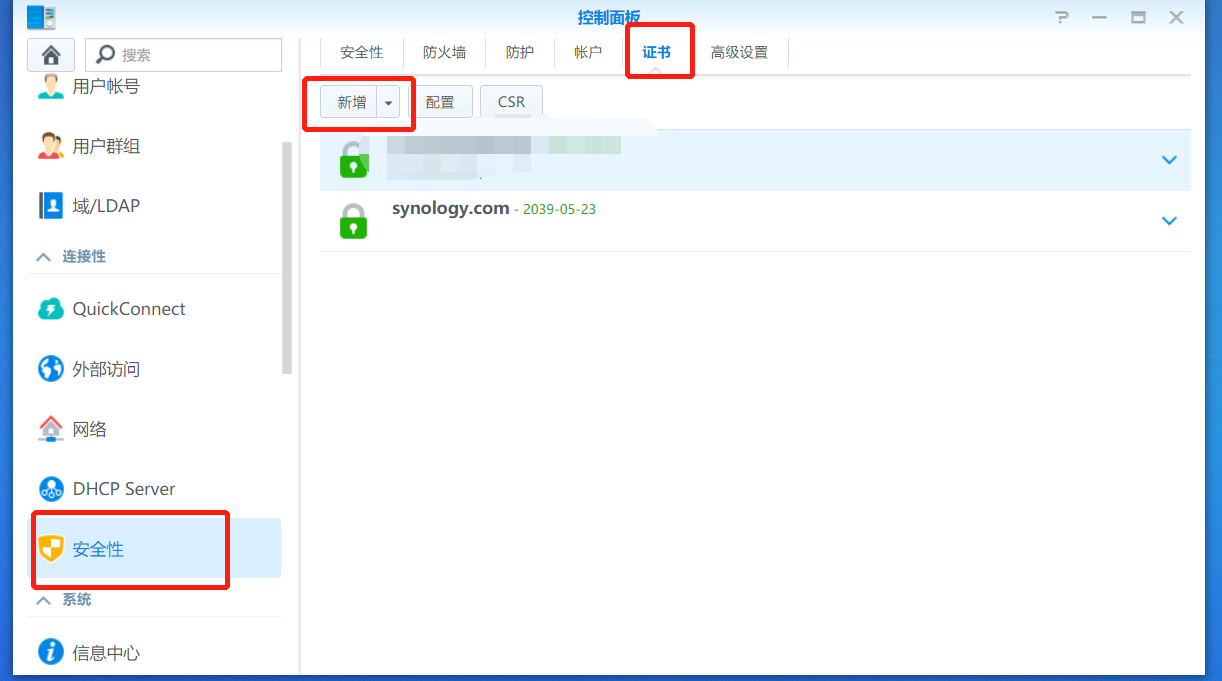 控制面板
搜索
用户帐号
用户群组
域/LDAP
连接性
QuickConnect
外部访问
网络
DHCP Server
安全性
系统
信息中心
安全性 防火墙 防护 帐户 证书 高级设置
新增 配置 CSR
synology.com - 2039-05-23